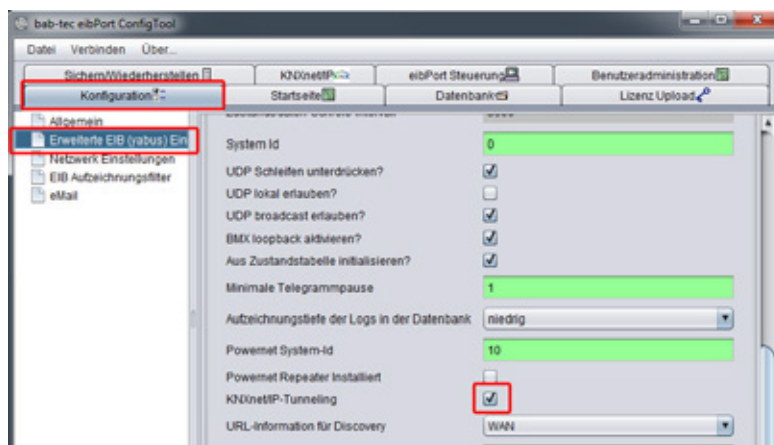 bab-tec eibPort ConfigTool
Datei Verbinden Über...
Sichern/Wiederherstellen KNXnet/IP eibPort Steuerung Benutzeradministration
Konfiguration Startseite Datenbank Lizenz Upload
Allgemein
Erweiterte EIB (yabus) Ein
Netzwerk Einstellungen
EIB Aufzeichnungsfilter
eMail
System Id 0
UDP Schleifen unterdrücken?
UDP lokal erlauben?
UDP broadcast erlauben?
BMX loopback aktivieren?
Aus Zustandstabelle initialisieren?
Minimale Telegrammpause 1
Aufzeichnungstiefe der Logs in der Datenbank niedrig
Powernet System-Id 10
Powernet Repeater Installiert
KNXnet/IP-Tunneling
URL-Information für Discovery WAN